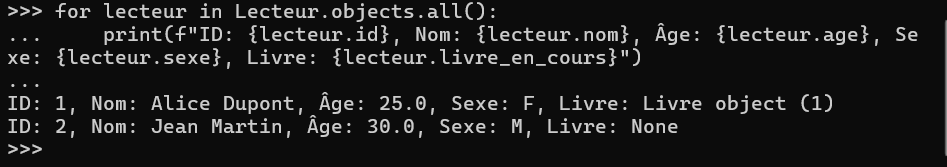 >>> for lecteur in Lecteur.objects.all():
...     print(f"ID: {lecteur.id}, Nom: {lecteur.nom}, Âge: {lecteur.age}, Se
xe: {lecteur.sexe}, Livre: {lecteur.livre_en_cours}")
...
ID: 1, Nom: Alice Dupont, Âge: 25.0, Sexe: F, Livre: Livre object (1)
ID: 2, Nom: Jean Martin, Âge: 30.0, Sexe: M, Livre: None
>>>